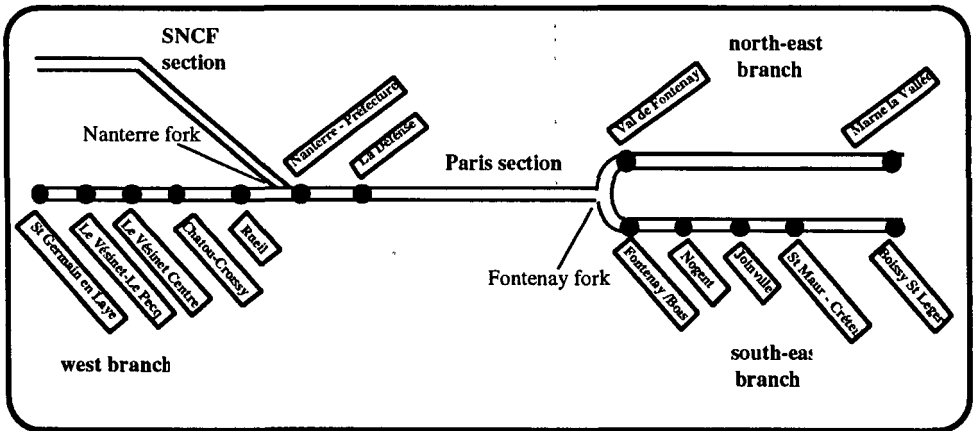 SNCF
section
north-east
branch
Nanterre fork
Nanterre - Préfecture
La Défense
Val de Fontenay
Marne la Vallée
Paris section
St Germain en Laye
Le Vésinet-Le Pecq
Le Vésinet Centre
Chatou-Croissy
Rueil
Fontenay fork
Fontenay /Bois
Nogent
Joinville
St Maur - Créteil
Boissy St Leger
west branch
south-eas
branch